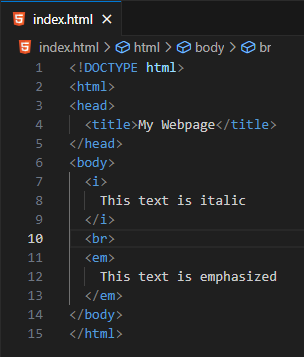 index.html
index.html > html > body > br
1 <!DOCTYPE html>
2 <html>
3 <head>
4   <title>My Webpage</title>
5 </head>
6 <body>
7   <i>
8     This text is italic
9   </i>
10   <br>
11   <em>
12     This text is emphasized
13   </em>
14 </body>
15 </html>